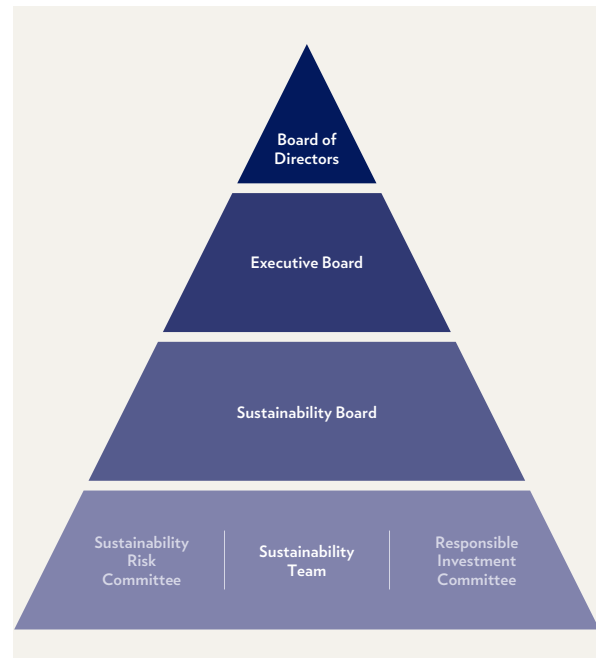 Board of
Directors
Executive Board
Sustainability Board
Sustainability
Risk
Committee
Sustainability
Team
Responsible
Investment
Committee